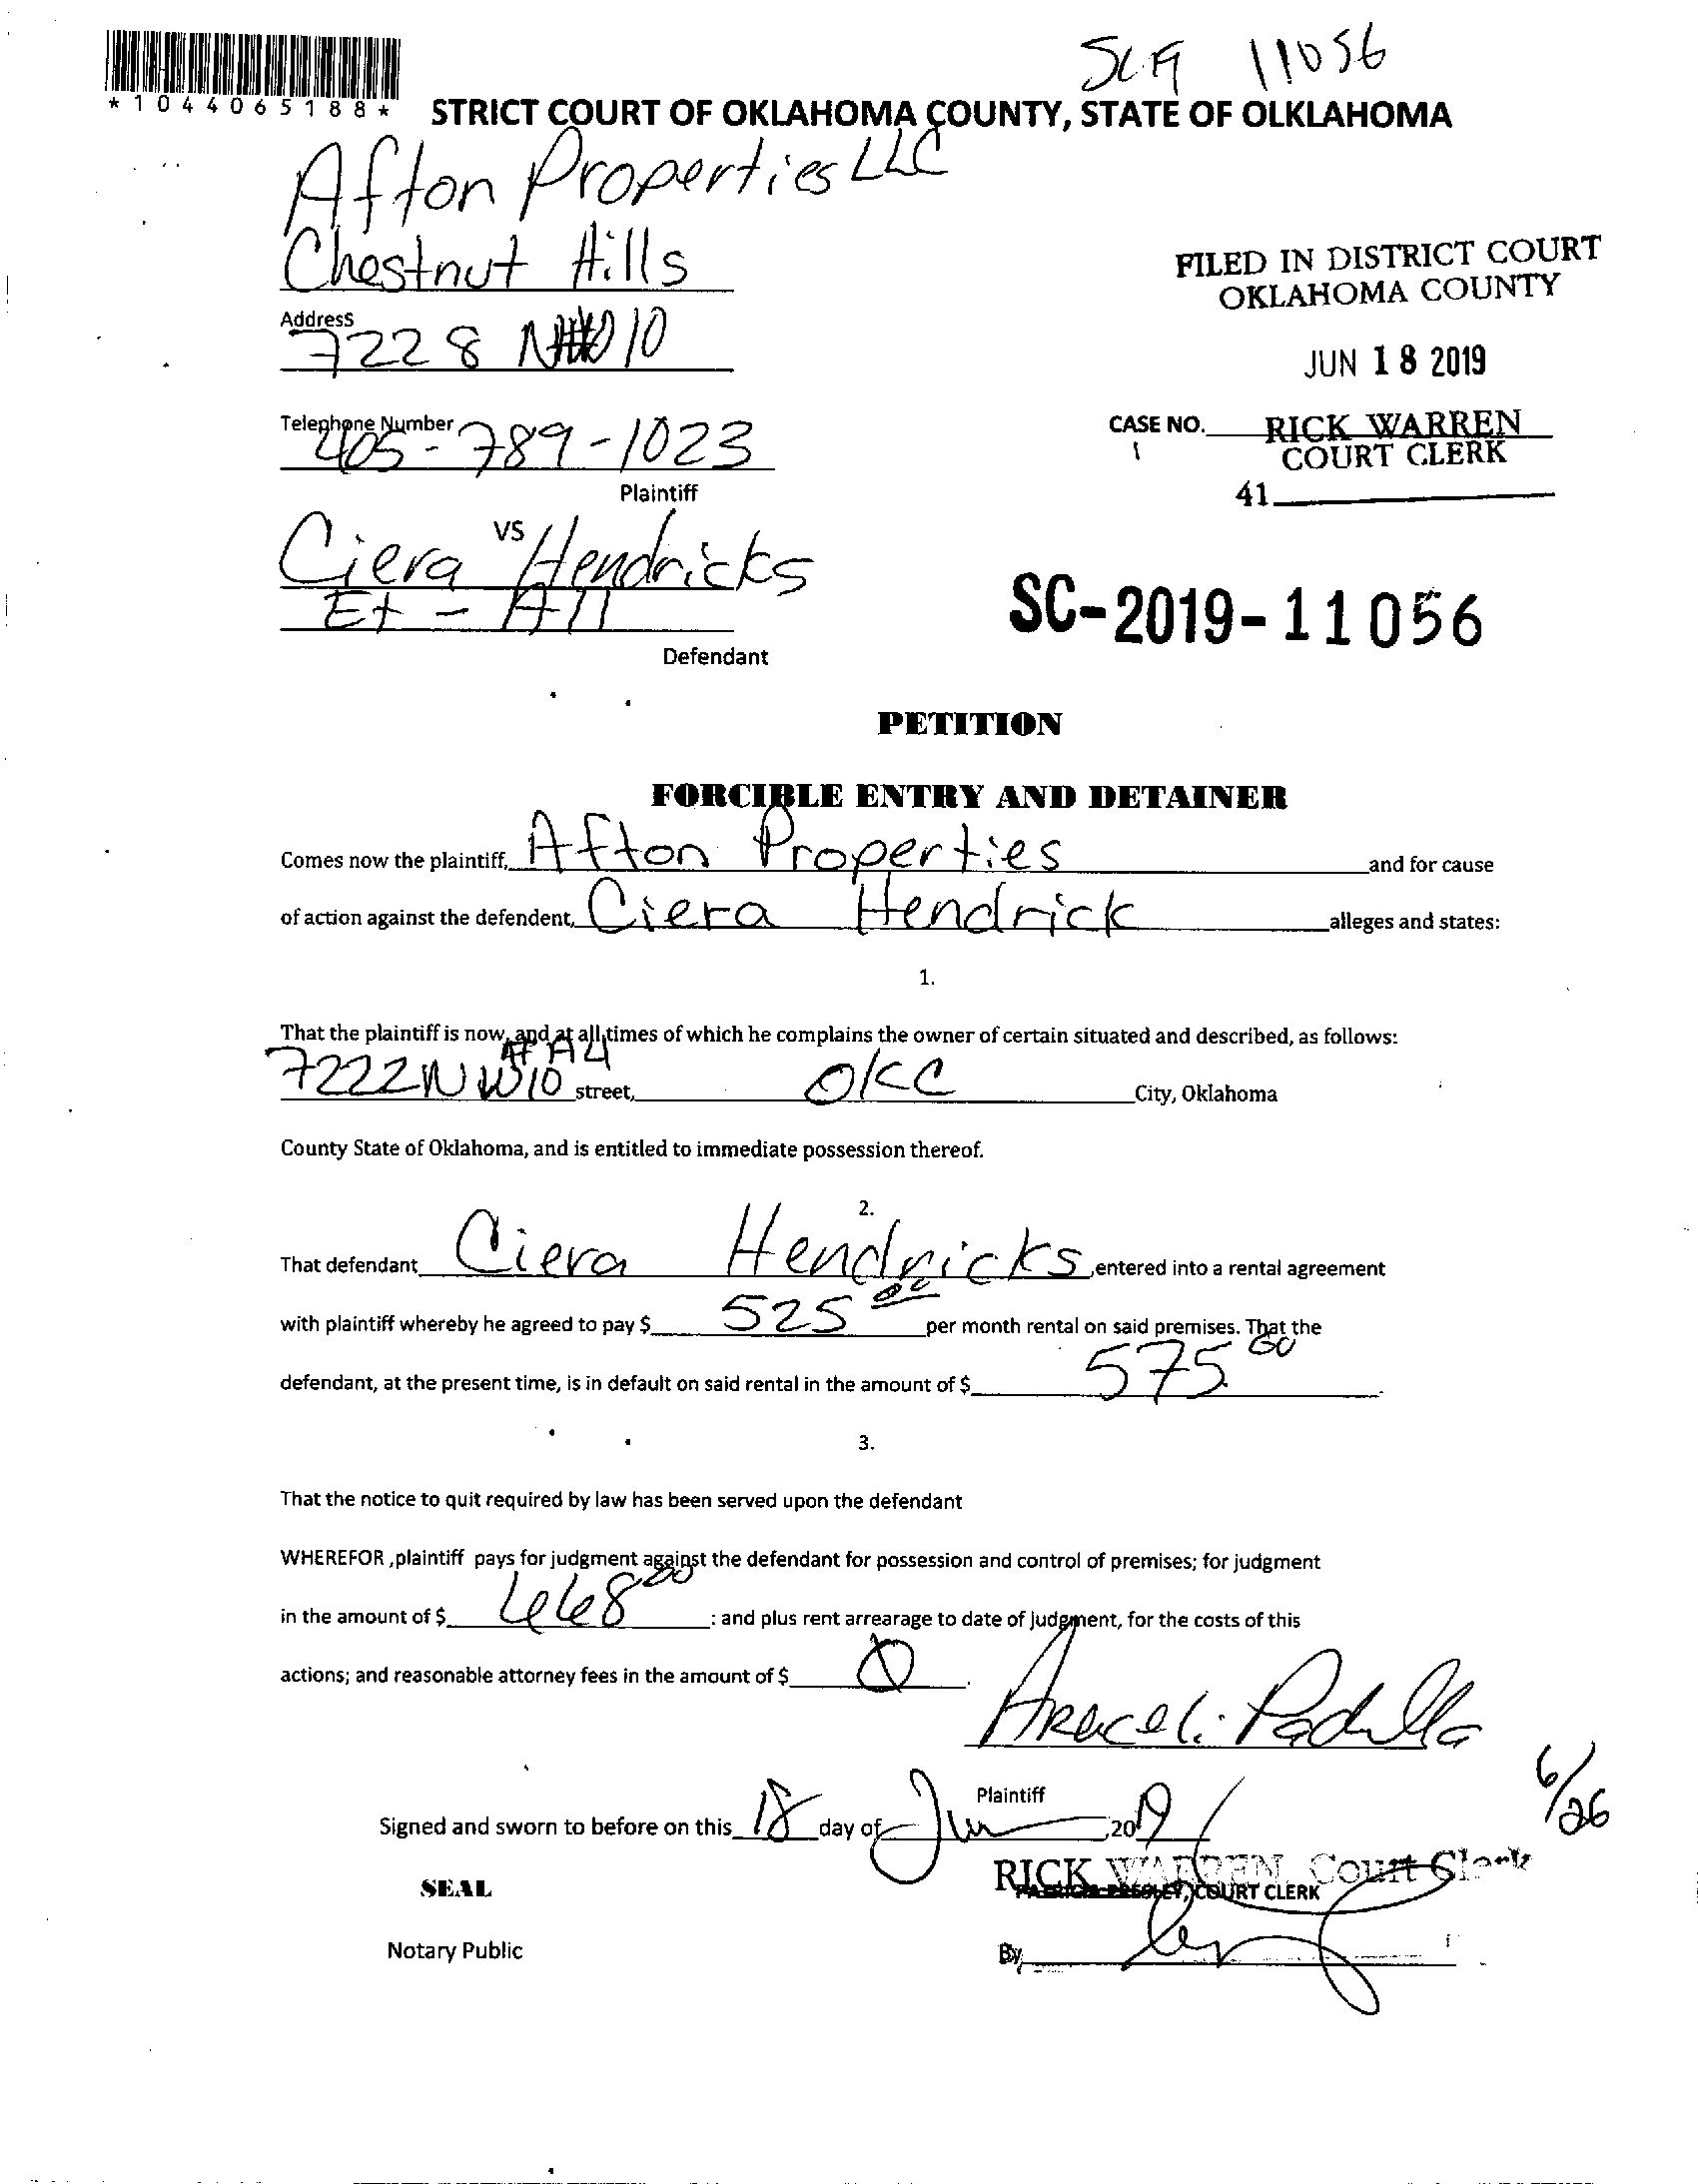 SC19 11056
*1044065188*
STRICT COURT OF OKLAHOMA COUNTY, STATE OF OLKLAHOMA
Afton Properties LLC
Chestnut Hills
FILED IN DISTRICT COURT
OKLAHOMA COUNTY
Address
7228 NW 10
JUN 18 2019
Telephone Number
405-789-1023
CASE NO. RICK WARREN
COURT CLERK
Plaintiff
41
VS
Ciera Hendricks
Et - All
SC-2019-11056
Defendant
PETITION
FORCIBLE ENTRY AND DETAINER
Comes now the plaintiff, Afton Properties and for cause
of action against the defendent, Ciera Hendrick alleges and states:
1.
That the plaintiff is now, and at all times of which he complains the owner of certain situated and described, as follows:
# A4
7222 NW 10 street, OKC City, Oklahoma
County State of Oklahoma, and is entitled to immediate possession thereof.
2.
That defendant Ciera Hendricks ,entered into a rental agreement
with plaintiff whereby he agreed to pay $ 525 00 per month rental on said premises. That the
defendant, at the present time, is in default on said rental in the amount of $ 575 00 .
3.
That the notice to quit required by law has been served upon the defendant
WHEREFOR ,plaintiff pays for judgment against the defendant for possession and control of premises; for judgment
in the amount of $ 668 00 : and plus rent arrearage to date of judgment, for the costs of this
actions; and reasonable attorney fees in the amount of $ 0 .
Araceli Padilla
Plaintiff
6/26
Signed and sworn to before on this 18 day of Jun ,2019
RICK WARREN, Court Clerk
SEAL
PATRICIA PRESLEY, COURT CLERK
Notary Public
By